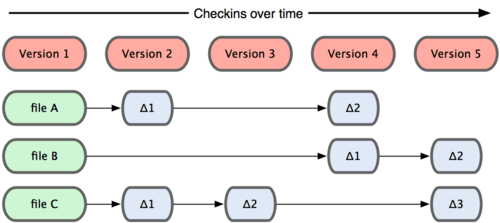 Checkins over time
Version 1 Version 2 Version 3 Version 4 Version 5
file A Δ1 Δ2
file B Δ1 Δ2
file C Δ1 Δ2 Δ3